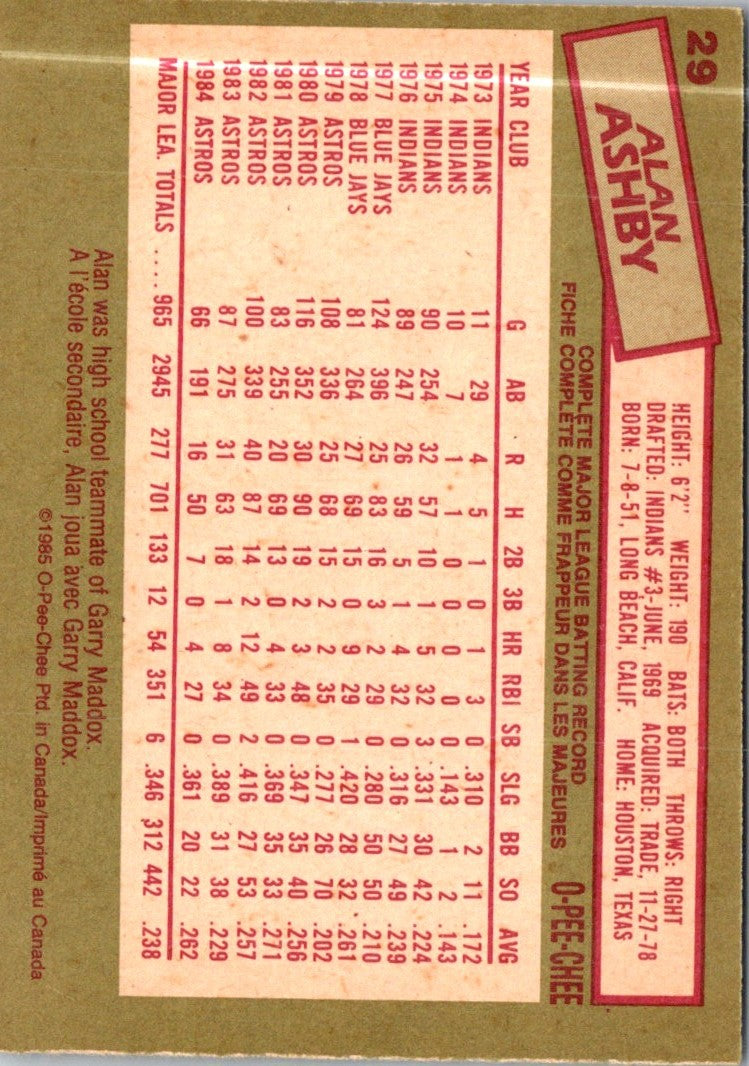 29
ALAN
ASHBY
HEIGHT: 6'2" WEIGHT: 190 BATS: BOTH THROWS: RIGHT
DRAFTED: INDIANS #3-JUNE, 1969 ACQUIRED: TRADE, 11-27-78
BORN: 7-8-51, LONG BEACH, CALIF. HOME: HOUSTON, TEXAS
COMPLETE MAJOR LEAGUE BATTING RECORD
FICHE COMPLÈTE COMME FRAPPEUR DANS LES MAJEURES
O-PEE-CHEE
YEAR CLUB G AB R H 2B 3B HR RBI SB SLG BB SO AVG
1973 INDIANS 11 29 4 5 1 0 1 3 0 .310 2 11 .172
1974 INDIANS 10 7 1 1 0 0 0 0 0 .143 1 2 .143
1975 INDIANS 90 254 32 57 10 1 5 32 3 .331 30 42 .224
1976 INDIANS 89 247 26 59 5 1 4 32 0 .316 27 49 .239
1977 BLUE JAYS 124 396 25 83 16 3 2 29 0 .280 50 50 .210
1978 BLUE JAYS 81 264 27 69 15 0 9 29 1 .420 28 32 .261
1979 ASTROS 108 336 25 68 15 2 2 35 0 .277 26 70 .202
1980 ASTROS 116 352 30 90 19 2 3 48 0 .347 35 40 .256
1981 ASTROS 83 255 20 69 13 0 4 33 0 .369 35 33 .271
1982 ASTROS 100 339 40 87 14 2 12 49 2 .416 27 53 .257
1983 ASTROS 87 275 31 63 18 1 8 34 0 .389 31 38 .229
1984 ASTROS 66 191 16 50 7 0 4 27 0 .361 20 22 .262
MAJOR LEA. TOTALS ..... 965 2945 277 701 133 12 54 351 6 .346 312 442 .238
Alan was high school teammate of Garry Maddox.
A l'école secondaire, Alan joua avec Garry Maddox.
©1985 O-Pee-Chee Ptd. in Canada/Imprimé au Canada